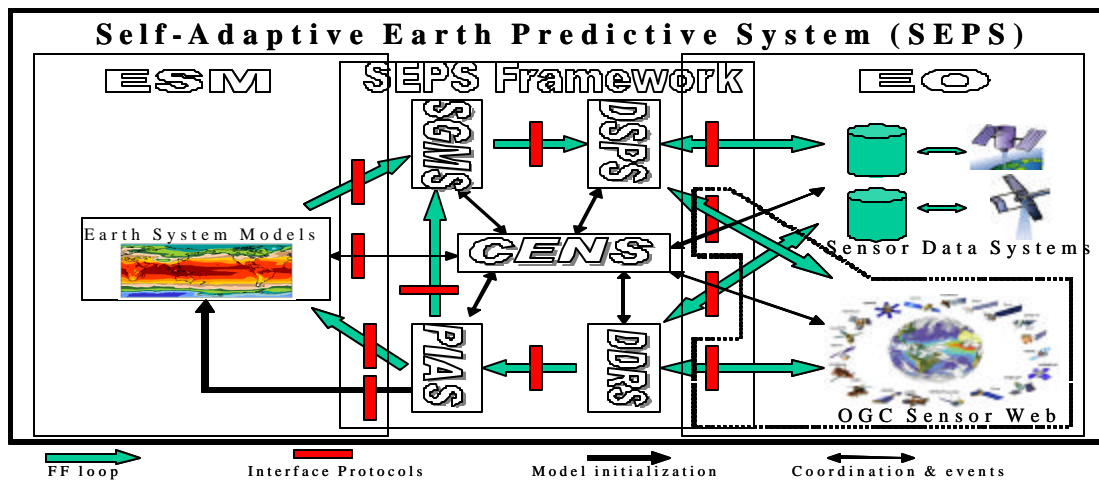 Self-Adaptive Earth Predictive System (SEPS)
ESM
SEPS Framework
EO
SGMS
DSPS
Earth System Models
CENS
Sensor Data Systems
PIAS
DDRS
OGC Sensor Web
FF loop
Interface Protocols
Model initialization
Coordination & events